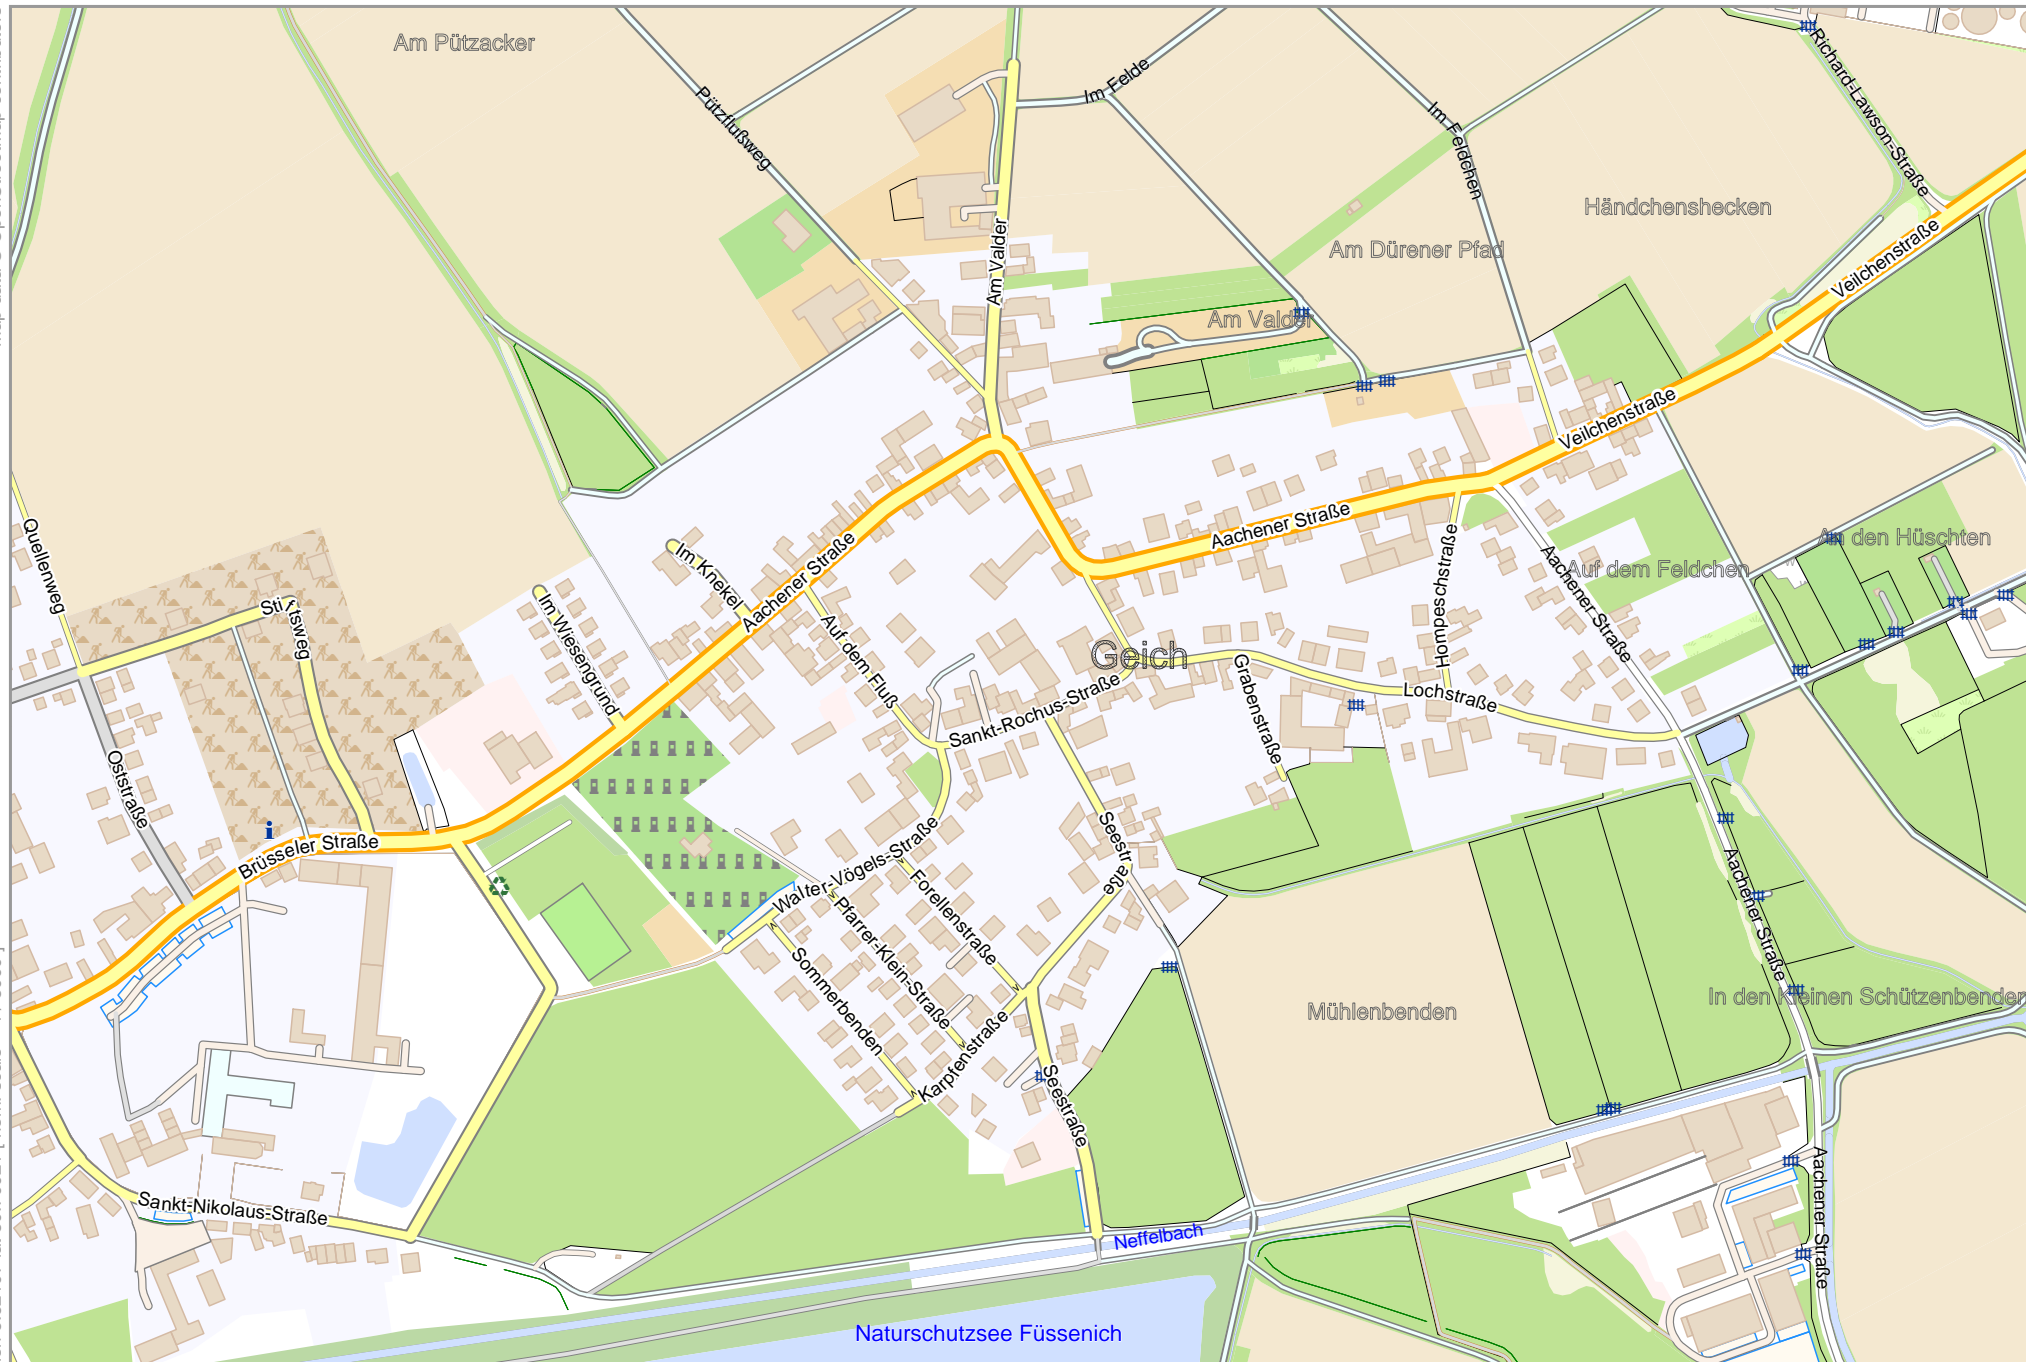 Am Pützacker
Im Felde
Richard-Lawson-Straße
Pützflußweg
Im Feldchen
Händchenshecken
Am Dürener Pfad
Am Valder
Veilchenstraße
Am Valder
Veilchenstraße
Quellenweg
Aachener Straße
Aachener Straße
Im Knekel
An den Hüschten
Auf dem Feldchen
Aachener Straße
Hompeschstraße
Stiftsweg
Im Wiesengrund
Auf dem Fluß
Geich
Grabenstraße
Lochstraße
Sankt-Rochus-Straße
Oststraße
Brüsseler Straße
Seestraße
Walter-Vögels-Straße
Forellenstraße
Pfarrer-Klein-Straße
Sommerbenden
Aachener Straße
In den Kleinen Schützenbenden
Mühlenbenden
Karpfenstraße
Seestraße
Sankt-Nikolaus-Straße
Aachener Straße
Neffelbach
Naturschutzsee Füssenich